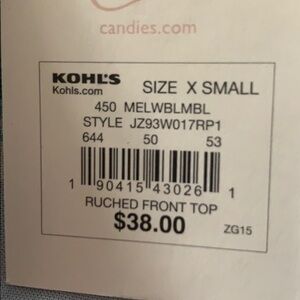 candies.com
KOHL'S SIZE X SMALL
Kohls.com
450 MELWBLMBL
STYLE JZ93W017RP1
644 50 53
1 90415 43026 1
RUCHED FRONT TOP
$38.00 ZG15